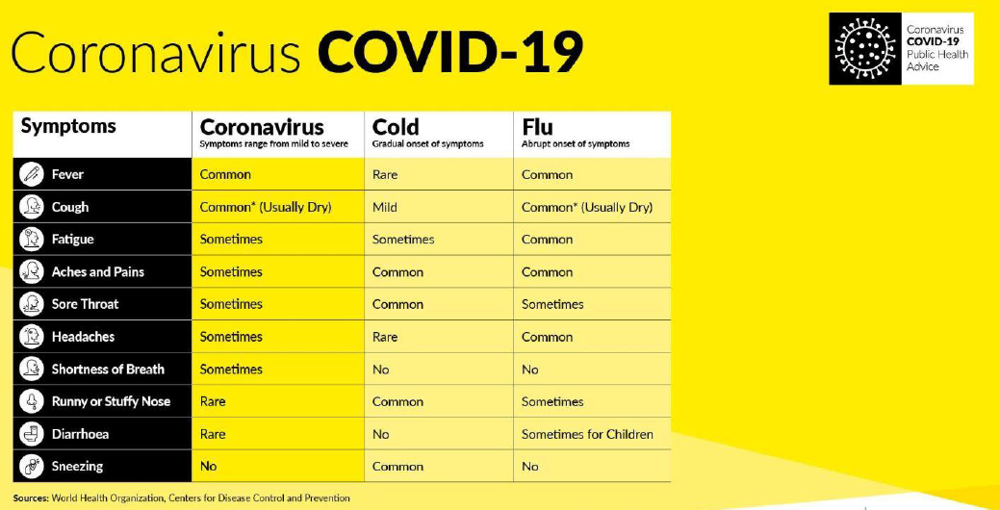 Coronavirus COVID-19
Coronavirus
COVID-19
Public Health
Advice
Symptoms Coronavirus Cold Flu
Symptoms range from mild to severe Gradual onset of symptoms Abrupt onset of symptoms
Fever Common Rare Common
Cough Common* (Usually Dry) Mild Common* (Usually Dry)
Fatigue Sometimes Sometimes Common
Aches and Pains Sometimes Common Common
Sore Throat Sometimes Common Sometimes
Headaches Sometimes Rare Common
Shortness of Breath Sometimes No No
Runny or Stuffy Nose Rare Common Sometimes
Diarrhoea Rare No Sometimes for Children
Sneezing No Common No
Sources: World Health Organization, Centers for Disease Control and Prevention